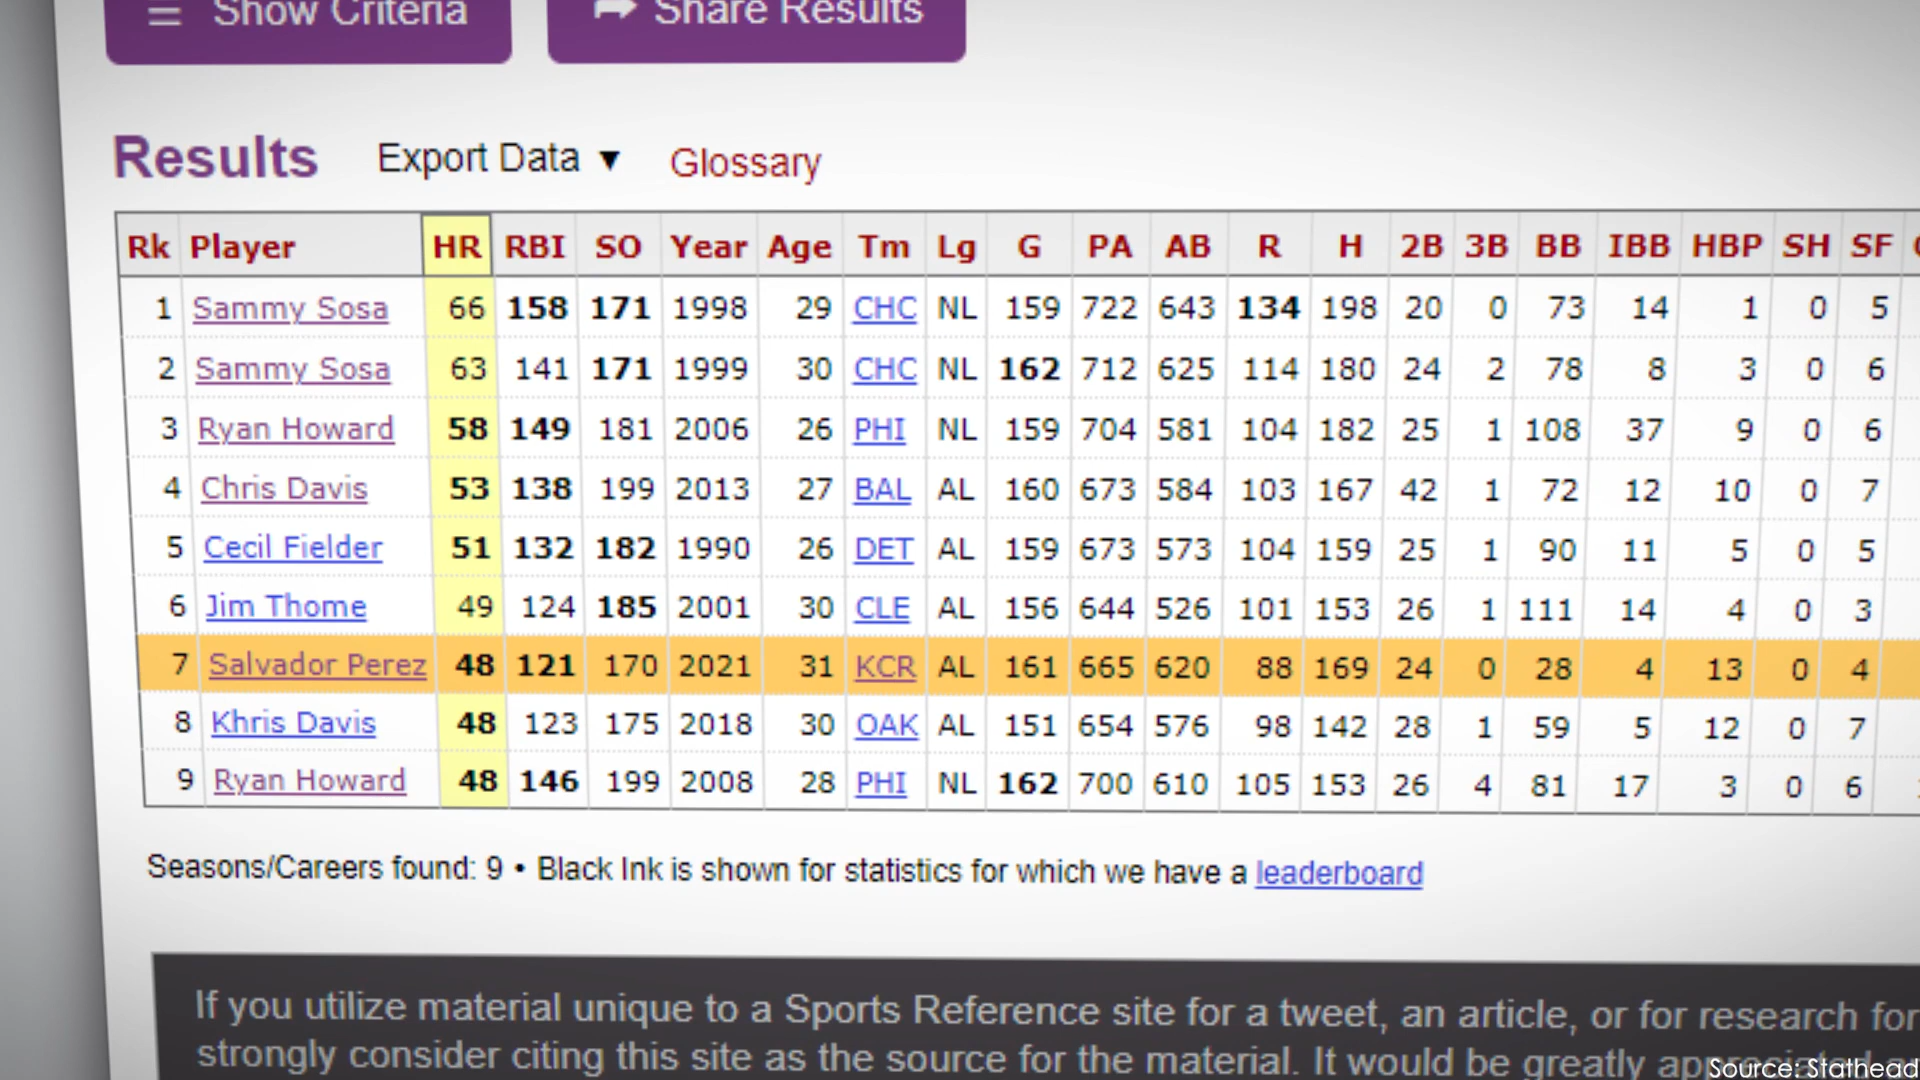 Show Criteria
Share Results
Results Export Data ▼ Glossary
Rk Player HR RBI SO Year Age Tm Lg G PA AB R H 2B 3B BB IBB HBP SH SF
1 Sammy Sosa 66 158 171 1998 29 CHC NL 159 722 643 134 198 20 0 73 14 1 0 5
2 Sammy Sosa 63 141 171 1999 30 CHC NL 162 712 625 114 180 24 2 78 8 3 0 6
3 Ryan Howard 58 149 181 2006 26 PHI NL 159 704 581 104 182 25 1 108 37 9 0 6
4 Chris Davis 53 138 199 2013 27 BAL AL 160 673 584 103 167 42 1 72 12 10 0 7
5 Cecil Fielder 51 132 182 1990 26 DET AL 159 673 573 104 159 25 1 90 11 5 0 5
6 Jim Thome 49 124 185 2001 30 CLE AL 156 644 526 101 153 26 1 111 14 4 0 3
7 Salvador Perez 48 121 170 2021 31 KCR AL 161 665 620 88 169 24 0 28 4 13 0 4
8 Khris Davis 48 123 175 2018 30 OAK AL 151 654 576 98 142 28 1 59 5 12 0 7
9 Ryan Howard 48 146 199 2008 28 PHI NL 162 700 610 105 153 26 4 81 17 3 0 6
Seasons/Careers found: 9 • Black Ink is shown for statistics for which we have a leaderboard
If you utilize material unique to a Sports Reference site for a tweet, an article, or for research for
strongly consider citing this site as the source for the material. It would be greatly
Source: Stathead